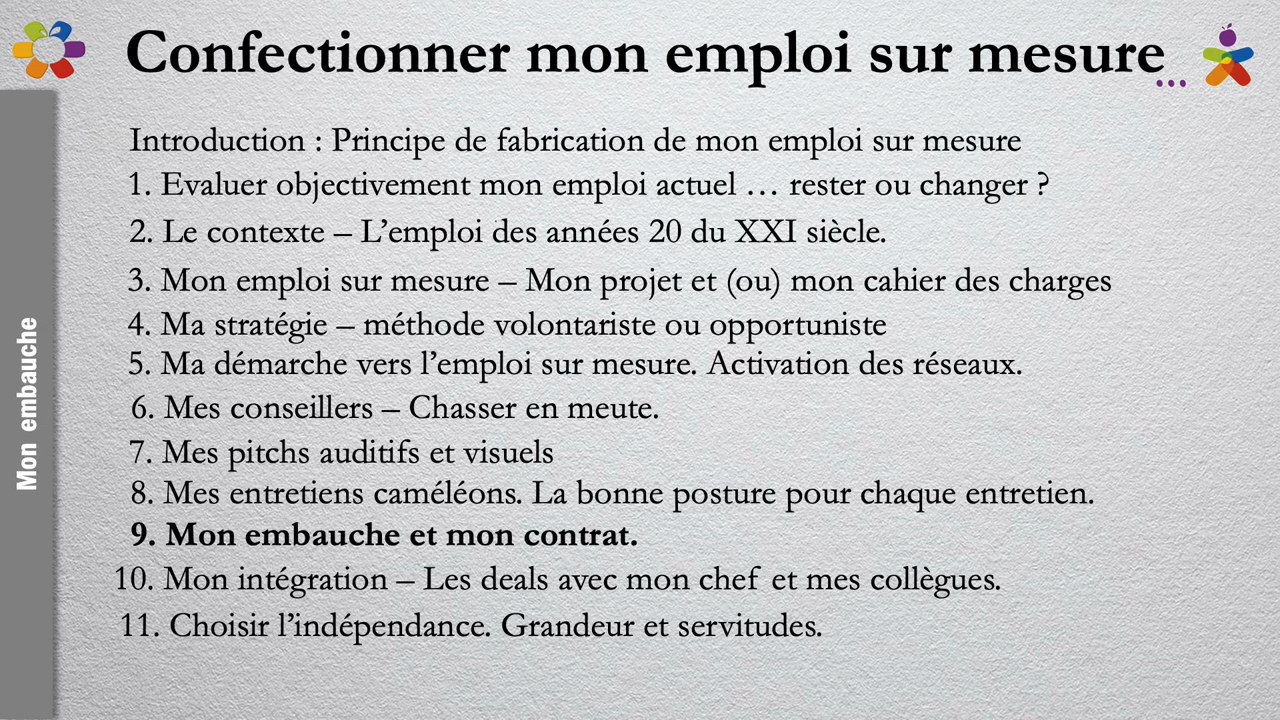 Confectionner mon emploi sur mesure...
Introduction : Principe de fabrication de mon emploi sur mesure
1. Evaluer objectivement mon emploi actuel … rester ou changer ?
2. Le contexte – L’emploi des années 20 du XXI siècle.
3. Mon emploi sur mesure – Mon projet et (ou) mon cahier des charges
4. Ma stratégie – méthode volontariste ou opportuniste
5. Ma démarche vers l’emploi sur mesure. Activation des réseaux.
6. Mes conseillers – Chasser en meute.
7. Mes pitchs auditifs et visuels
8. Mes entretiens caméléons. La bonne posture pour chaque entretien.
9. Mon embauche et mon contrat.
10. Mon intégration – Les deals avec mon chef et mes collègues.
11. Choisir l’indépendance. Grandeur et servitudes.
Mon embauche